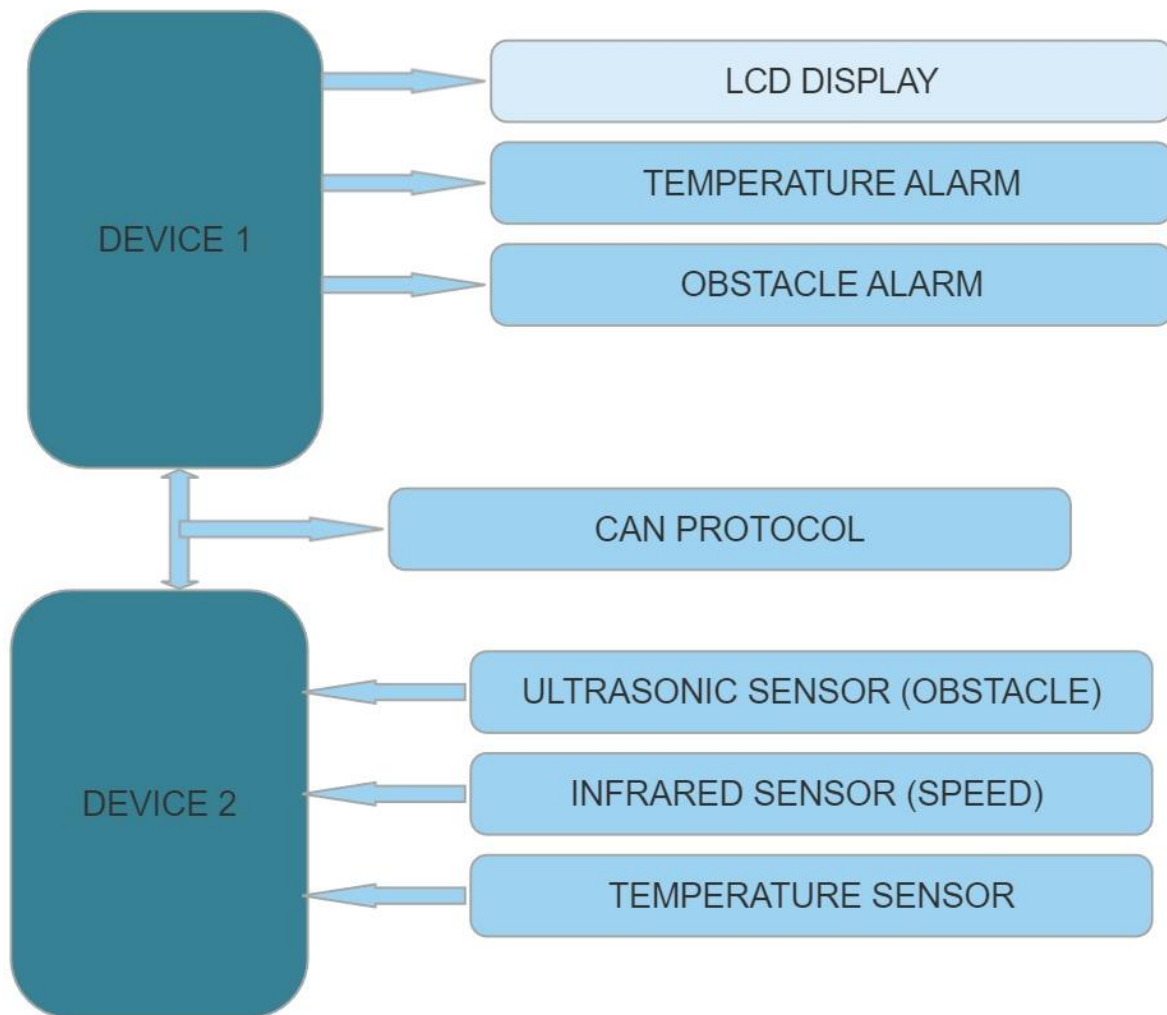 LCD DISPLAY
TEMPERATURE ALARM
DEVICE 1
OBSTACLE ALARM
CAN PROTOCOL
ULTRASONIC SENSOR (OBSTACLE)
INFRARED SENSOR (SPEED)
DEVICE 2
TEMPERATURE SENSOR